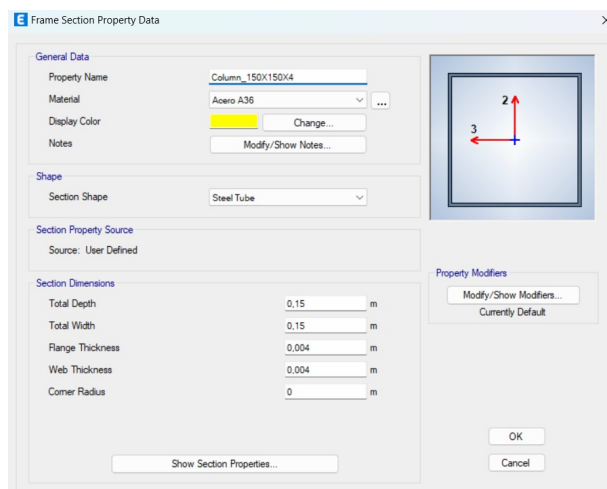 E Frame Section Property Data
General Data
Property Name Column_150X150X4
Material Acero A36 ...
Display Color Change...
Notes Modify/Show Notes...
Shape
Section Shape Steel Tube
Section Property Source
Source: User Defined
Section Dimensions
Total Depth 0,15 m
Total Width 0,15 m
Flange Thickness 0,004 m
Web Thickness 0,004 m
Corner Radius 0 m
Show Section Properties...
2
3
Property Modifiers
Modify/Show Modifiers...
Currently Default
OK
Cancel